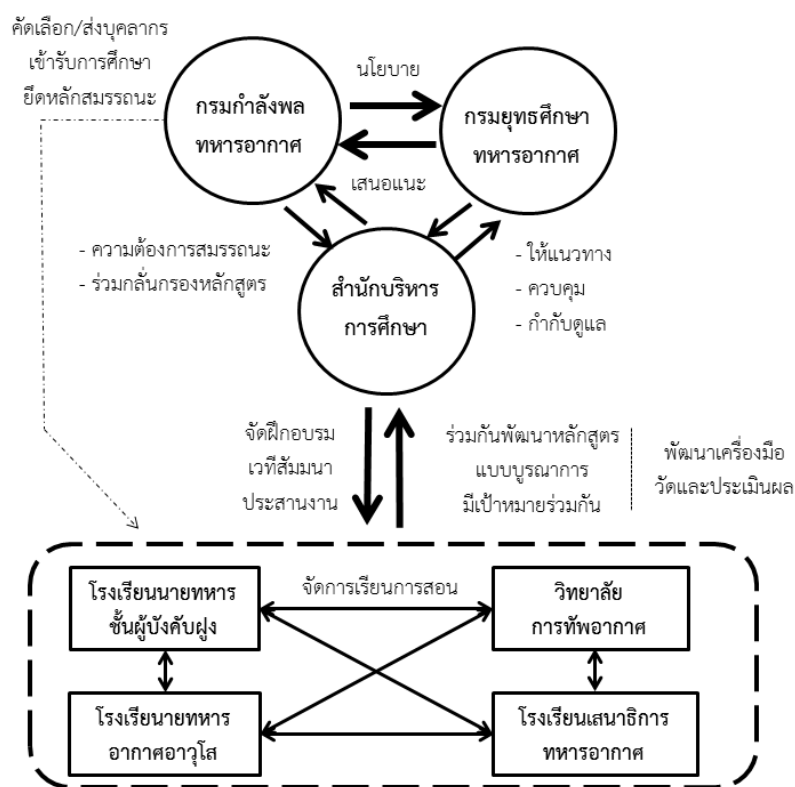 คัดเลือก/ส่งบุคลากร
เข้ารับการศึกษา
ยึดหลักสมรรถนะ
กรมกำลังพล
ทหารอากาศ
นโยบาย
กรมยุทธศึกษา
ทหารอากาศ
เสนอแนะ
- ความต้องการสมรรถนะ
- ร่วมกลั่นกรองหลักสูตร
สำนักบริหาร
การศึกษา
- ให้แนวทาง
- ควบคุม
- กำกับดูแล
จัดฝึกอบรม
เวทีสัมมนา
ประสานงาน
ร่วมกันพัฒนาหลักสูตร
แบบบูรณาการ
มีเป้าหมายร่วมกัน
พัฒนาเครื่องมือ
วัดและประเมินผล
โรงเรียนนายทหาร
ชั้นผู้บังคับฝูง
จัดการเรียนการสอน
วิทยาลัย
การทัพอากาศ
โรงเรียนายทหาร
อากาศอาวุโส
โรงเรียนเสนาธิการ
ทหารอากาศ